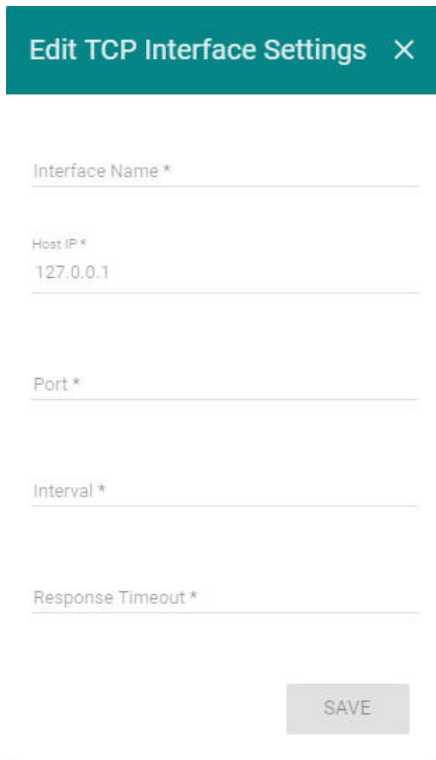 Edit TCP Interface Settings
Interface Name *
Host IP *
127.0.0.1
Port *
Interval *
Response Timeout *
SAVE